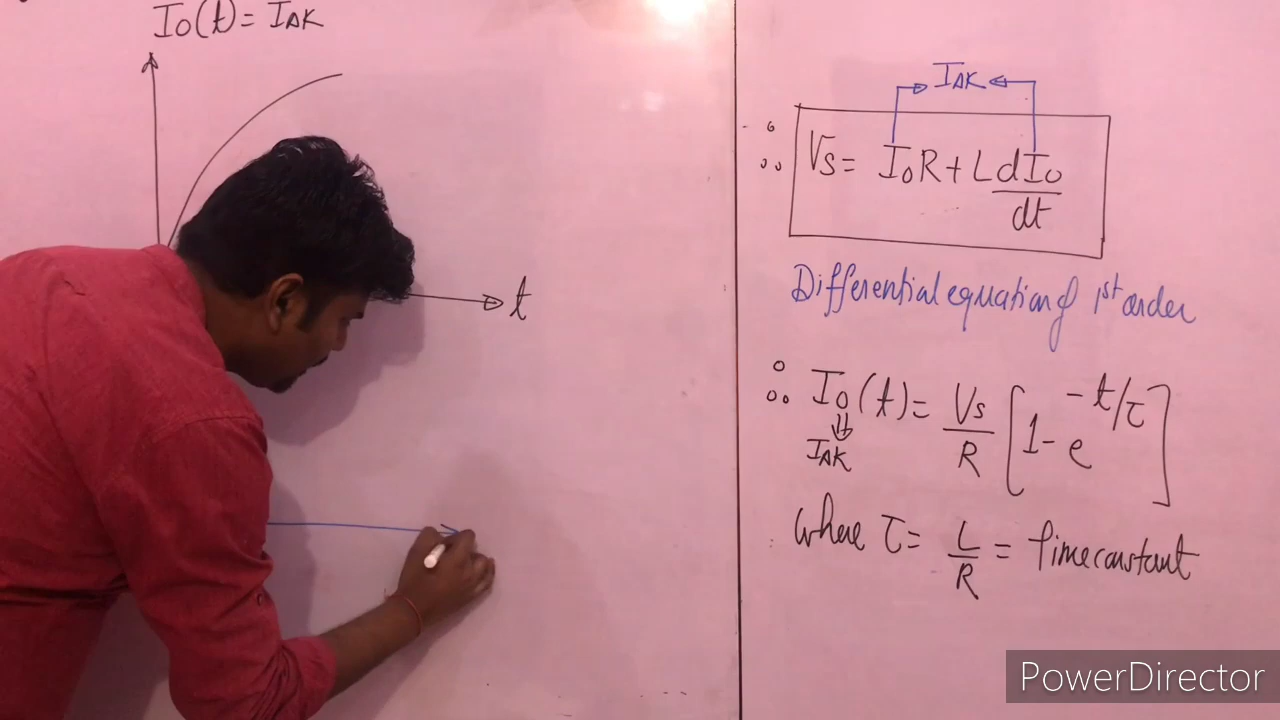 Io(t) = IAK
t
IAK
∴ Vs = IoR + L dIo/dt
Differential equation of 1st order
∴ Io(t) = Vs/R [1 - e^-t/τ]
IAK
where τ = L/R = Time constant
PowerDirector